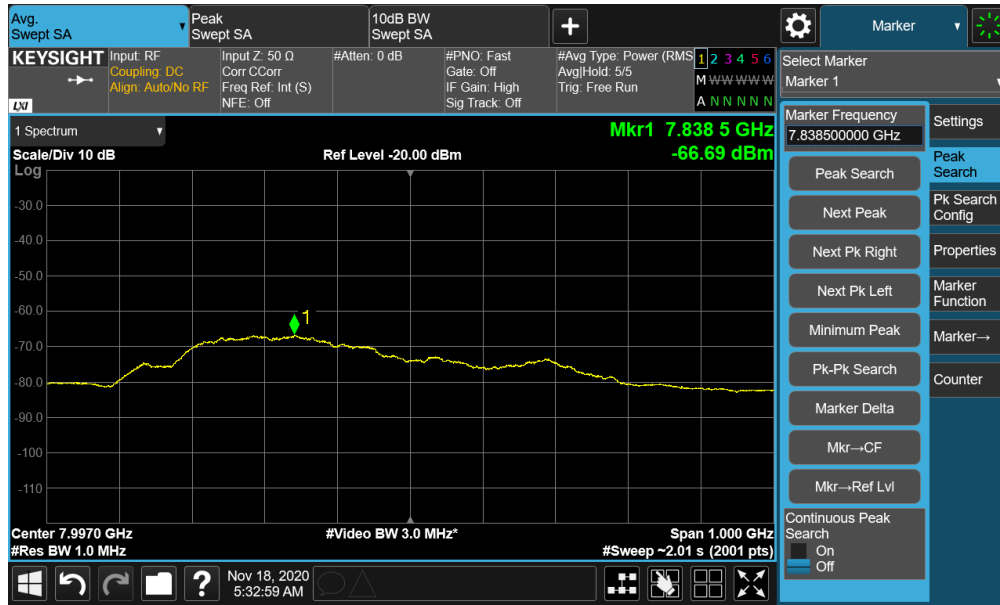 Avg.
Swept SA
Peak
Swept SA
10dB BW
Swept SA
Marker
KEYSIGHT
LXI
Input: RF
Coupling: DC
Align: Auto/No RF
Input Z: 50 Ω
Corr CCorr
Freq Ref: Int (S)
NFE: Off
#Atten: 0 dB
#PNO: Fast
Gate: Off
IF Gain: High
Sig Track: Off
#Avg Type: Power (RMS
Avg|Hold: 5/5
Trig: Free Run
1 2 3 4 5 6
M W W W W W
A N N N N N
Select Marker
Marker 1
1 Spectrum
Mkr1 7.838 5 GHz
-66.69 dBm
Scale/Div 10 dB
Ref Level -20.00 dBm
Log
-30.0
-40.0
-50.0
-60.0
-70.0
-80.0
-90.0
-100
-110
1
Center 7.9970 GHz
#Video BW 3.0 MHz*
Span 1.000 GHz
#Res BW 1.0 MHz
#Sweep ~2.01 s (2001 pts)
Marker Frequency
7.838500000 GHz
Peak Search
Next Peak
Next Pk Right
Next Pk Left
Minimum Peak
Pk-Pk Search
Marker Delta
Mkr→CF
Mkr→Ref Lvl
Continuous Peak
Search
On
Off
Settings
Peak
Search
Pk Search
Config
Properties
Marker
Function
Marker→
Counter
?
Nov 18, 2020
5:32:59 AM